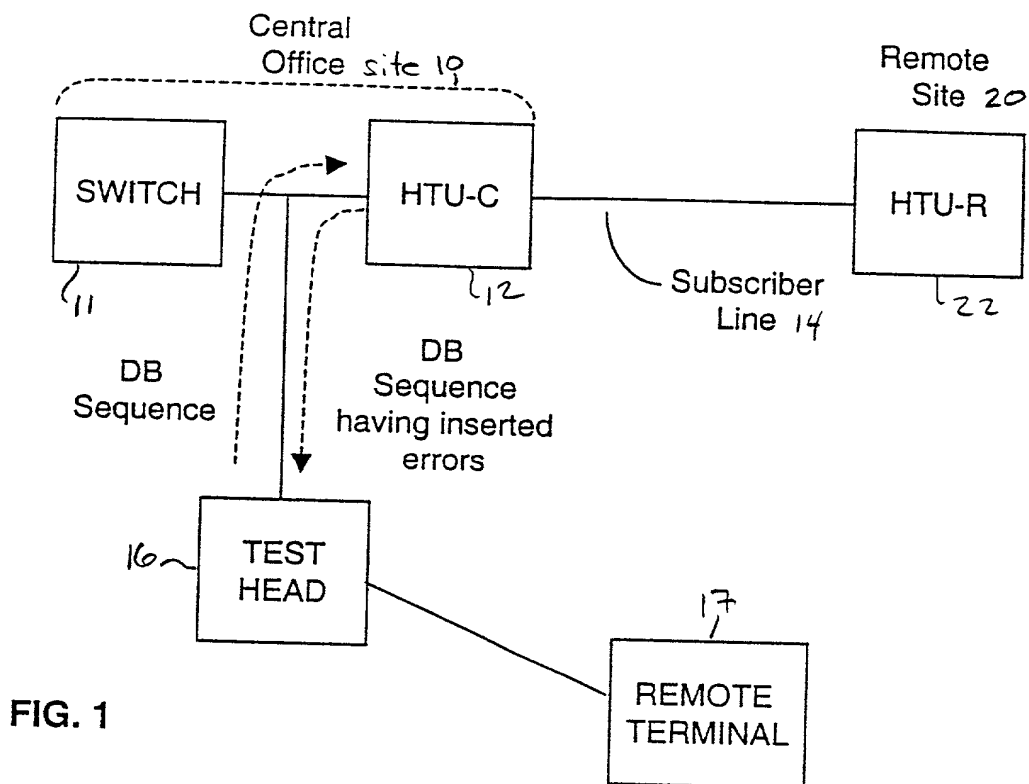 Central
Office site 10
Remote
Site 20
SWITCH
HTU-C
HTU-R
11
12
22
Subscriber
Line 14
DB
Sequence
DB
Sequence
having inserted
errors
16
TEST
HEAD
17
REMOTE
TERMINAL
FIG. 1